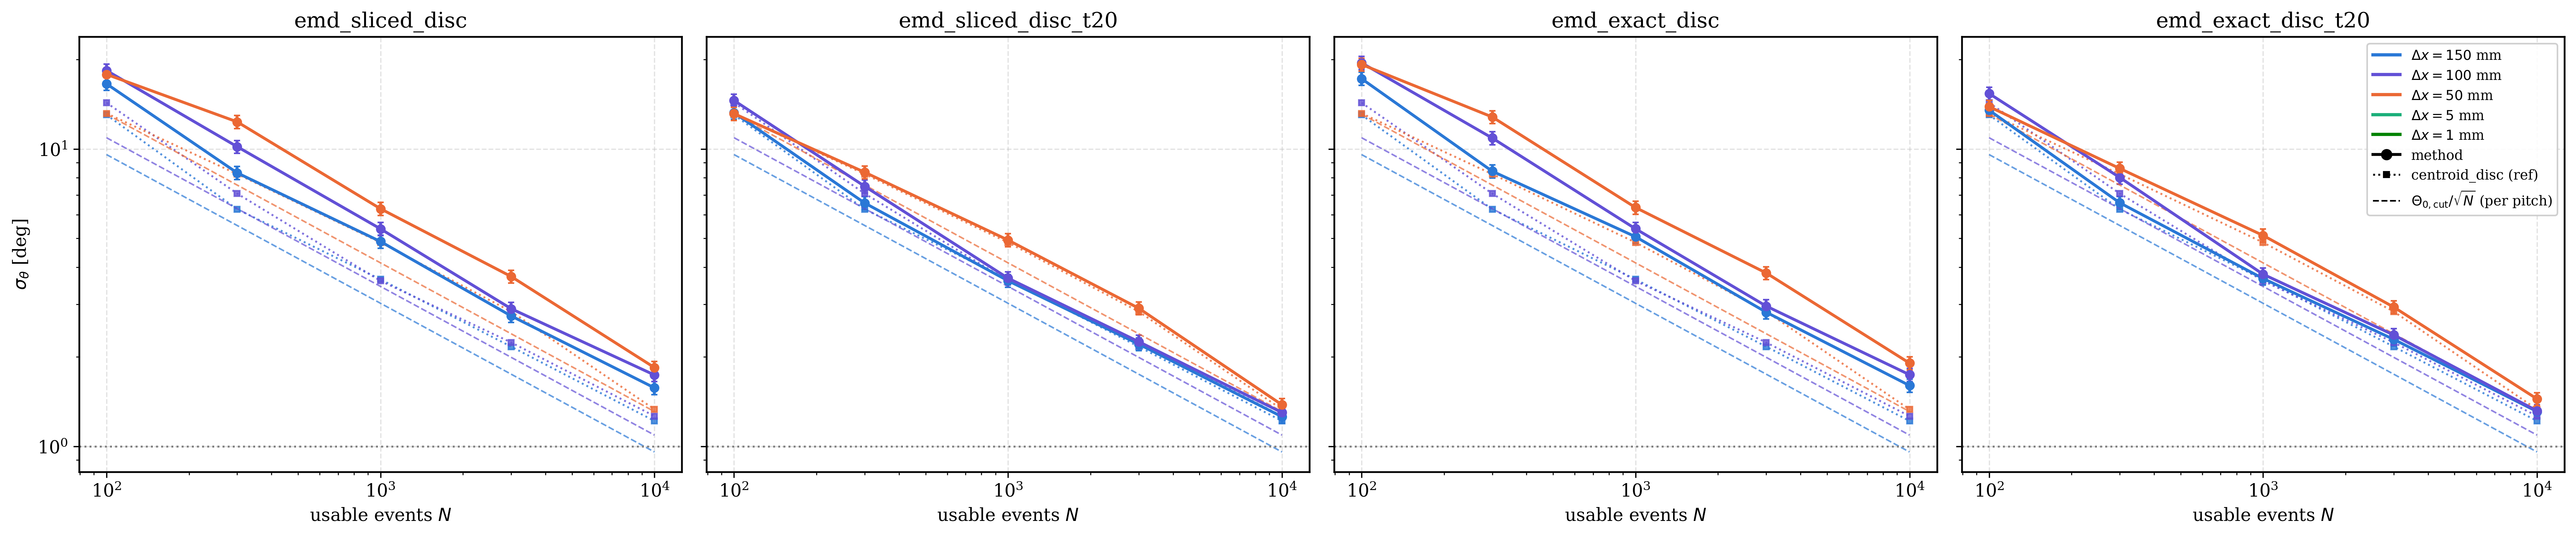 emd_sliced_disc
emd_sliced_disc_t20
emd_exact_disc
emd_exact_disc_t20
σ_θ [deg]
10¹
10⁰
Δx = 150 mm
Δx = 100 mm
Δx = 50 mm
Δx = 5 mm
Δx = 1 mm
method
centroid_disc (ref)
Θ₀,cut/√N (per pitch)
10² 10³ 10⁴
10² 10³ 10⁴
10² 10³ 10⁴
10² 10³ 10⁴
usable events N
usable events N
usable events N
usable events N